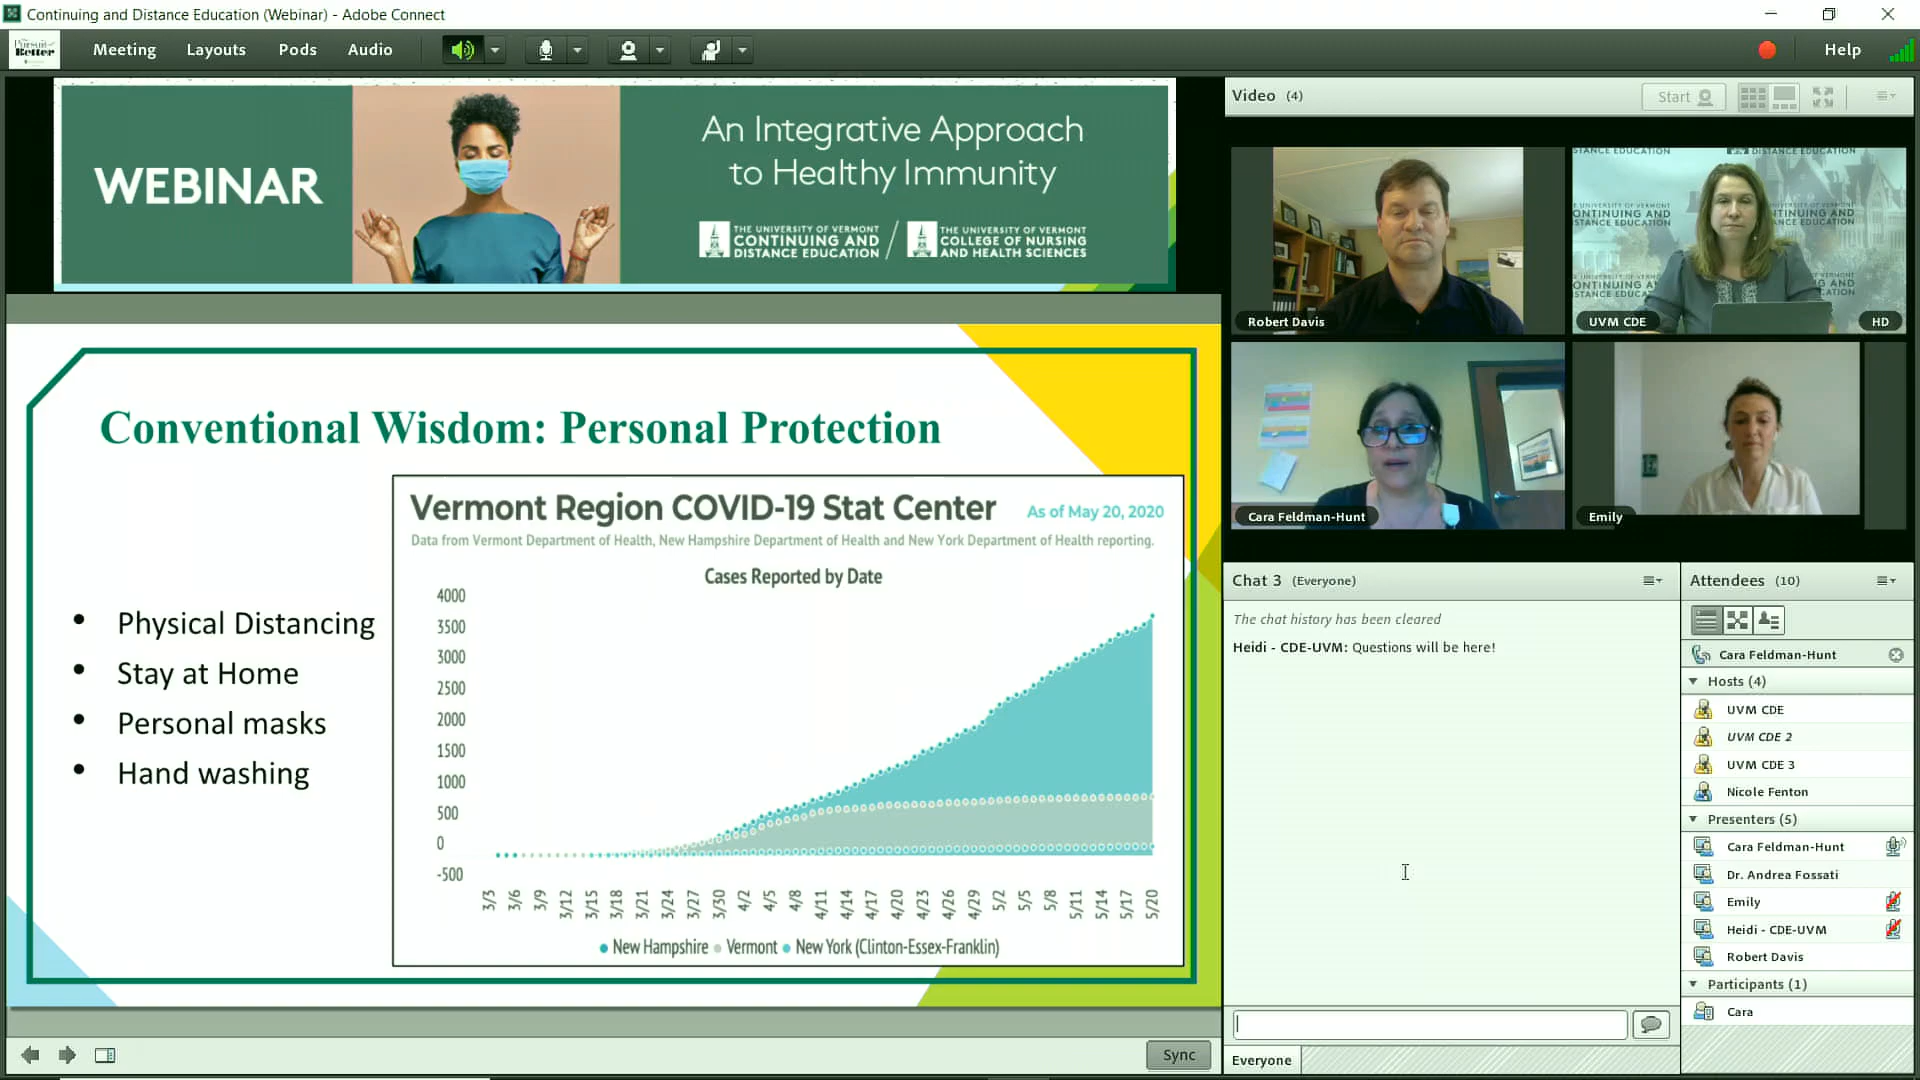 Continuing and Distance Education (Webinar) - Adobe Connect
Pursuit of
Better
Meeting
Layouts
Pods
Audio
Help
WEBINAR
An Integrative Approach
to Healthy Immunity
THE UNIVERSITY OF VERMONT
CONTINUING AND
DISTANCE EDUCATION
THE UNIVERSITY OF VERMONT
COLLEGE OF NURSING
AND HEALTH SCIENCES
Conventional Wisdom: Personal Protection
• Physical Distancing
• Stay at Home
• Personal masks
• Hand washing
Vermont Region COVID-19 Stat Center
As of May 20, 2020
Data from Vermont Department of Health, New Hampshire Department of Health and New York Department of Health reporting.
Cases Reported by Date
4000
3500
3000
2500
2000
1500
1000
500
0
-500
3/3
3/6
3/9
3/12
3/15
3/18
3/21
3/24
3/27
3/30
4/2
4/5
4/8
4/11
4/14
4/17
4/20
4/23
4/26
4/29
5/2
5/5
5/8
5/11
5/14
5/17
5/20
New Hampshire
Vermont
New York (Clinton-Essex-Franklin)
Sync
Video (4)
Start
Robert Davis
DISTANCE EDUCATION
CONTINUING AND
UVM CDE
HD
Cara Feldman-Hunt
Emily
Chat 3 (Everyone)
The chat history has been cleared
Heidi - CDE-UVM: Questions will be here!
Everyone
Attendees (10)
Cara Feldman-Hunt
Hosts (4)
UVM CDE
UVM CDE 2
UVM CDE 3
Nicole Fenton
Presenters (5)
Cara Feldman-Hunt
Dr. Andrea Fossati
Emily
Heidi - CDE-UVM
Robert Davis
Participants (1)
Cara